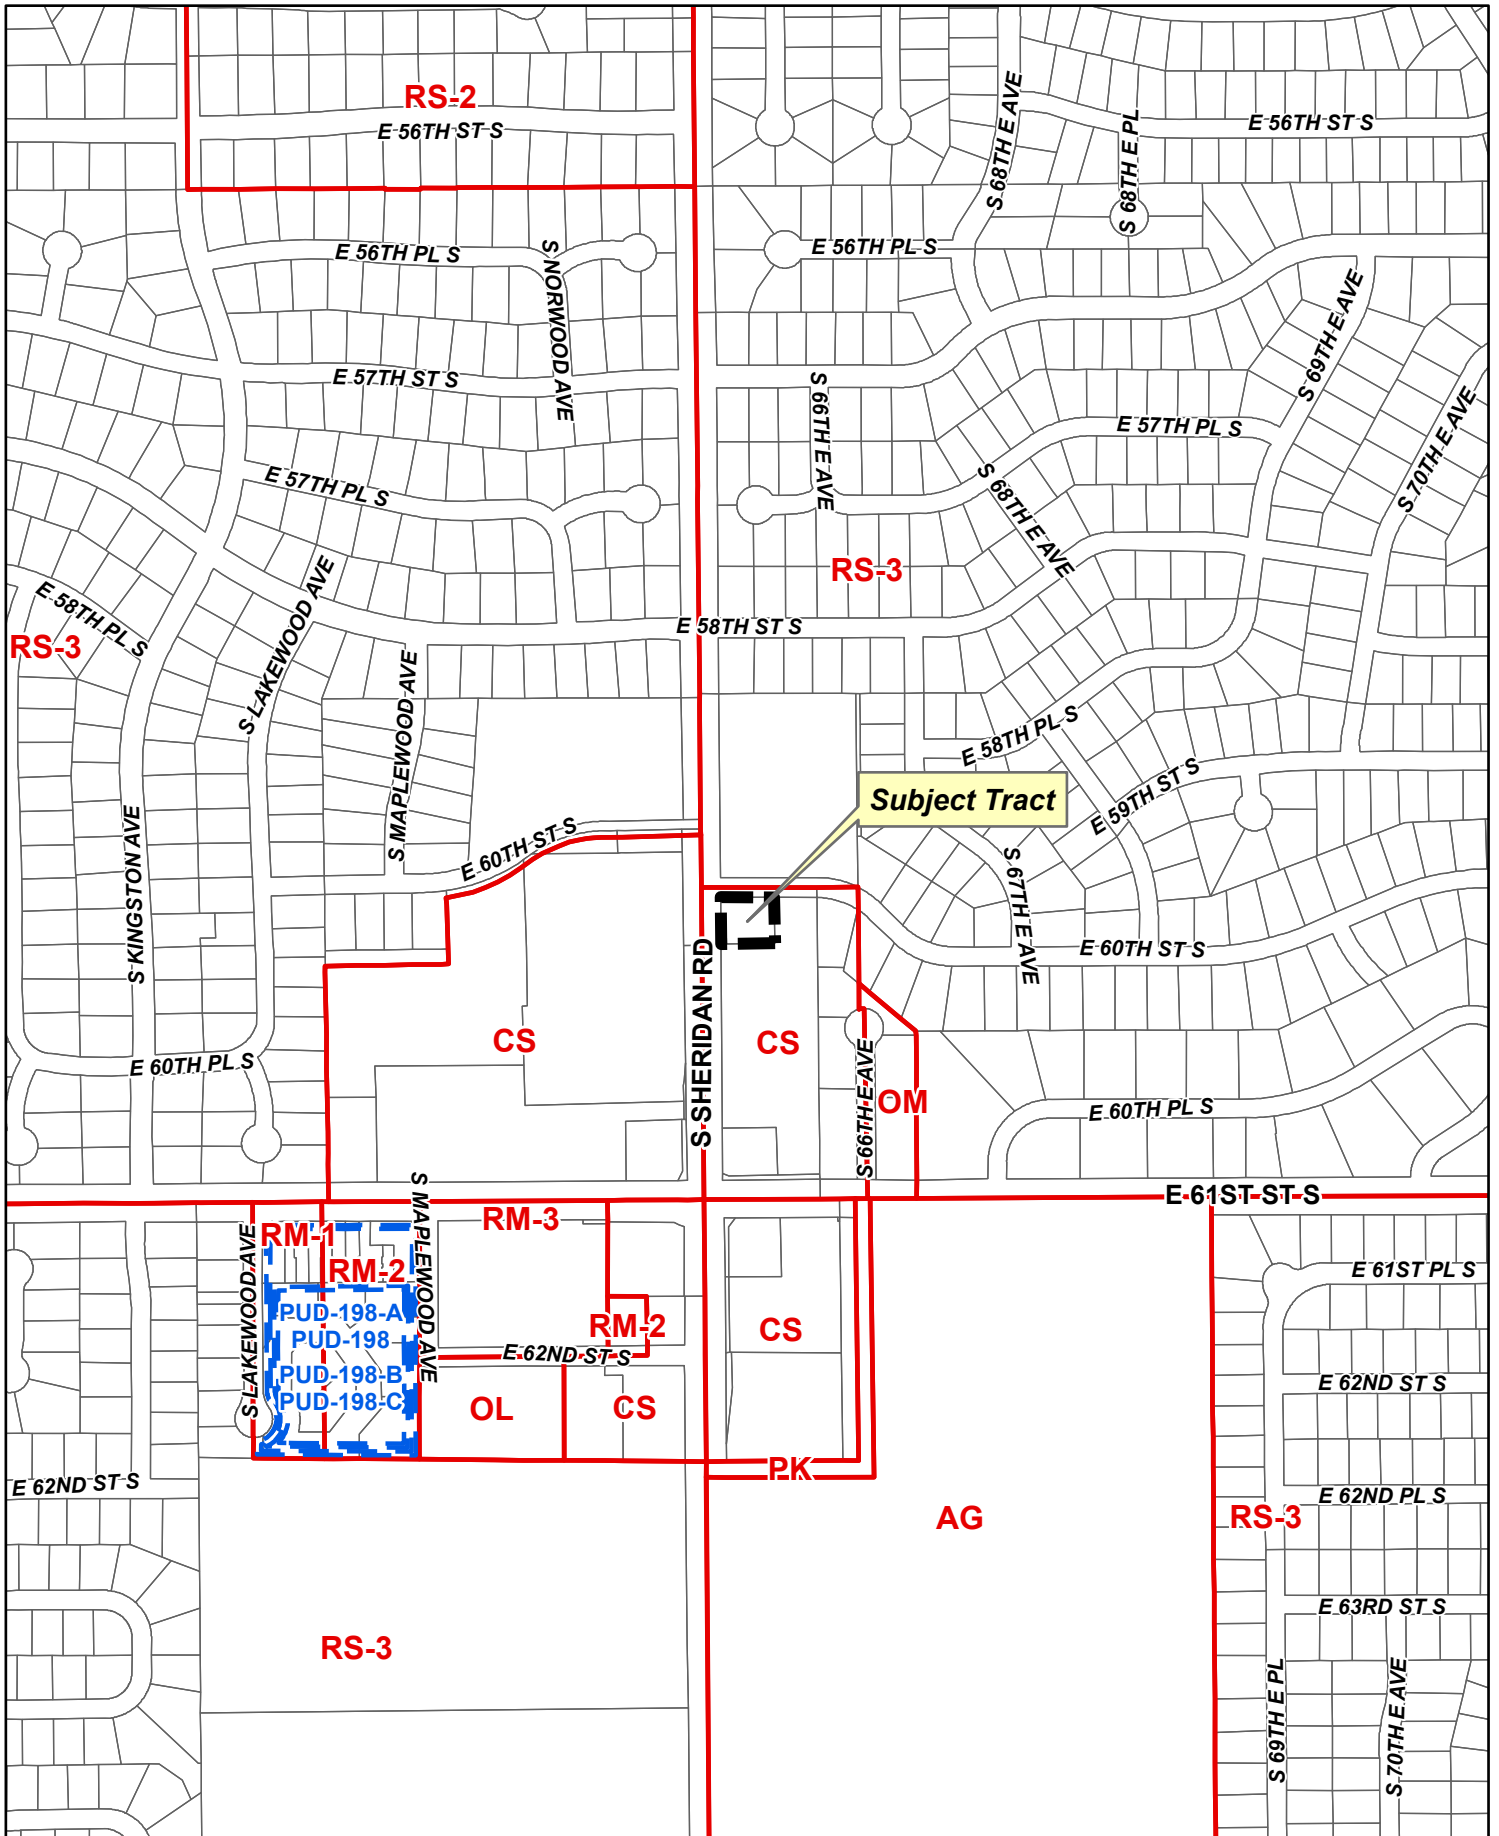 RS-2
E 56TH ST S
S 68TH E AVE
S 68TH E PL
E 56TH ST S
E 56TH PL S
S NORWOOD AVE
E 56TH PL S
E 57TH ST S
S 66TH E AVE
S 69TH E AVE
E 57TH PL S
S 70TH E AVE
E 57TH PL S
S 68TH E AVE
RS-3
E 58TH PL S
RS-3
S LAKEWOOD AVE
E 58TH ST S
S MAPLEWOOD AVE
E 58TH PL S
Subject Tract
E 59TH ST S
E 60TH ST S
S KINGSTON AVE
S 67TH E AVE
E 60TH ST S
S SHERIDAN RD
CS
CS
E 60TH PL S
S 66TH E AVE
OM
E 60TH PL S
E 61ST ST S
S MAPLEWOOD AVE
RM-3
RM-1
S LAKEWOOD AVE
RM-2
E 61ST PL S
PUD-198-A
PUD-198
RM-2
CS
E 62ND ST S
PUD-198-B
PUD-198-C
OL
CS
E 62ND ST S
PK
E 62ND ST S
AG
RS-3
E 62ND PL S
E 63RD ST S
RS-3
S 69TH E PL
S 70TH E AVE